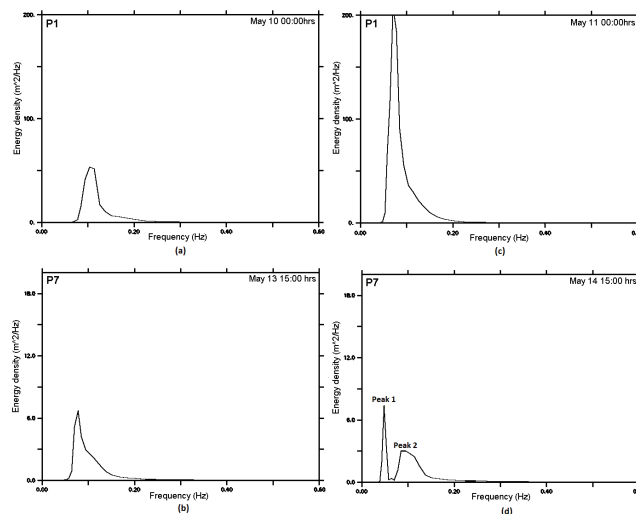 P1 May 10 00:00hrs
200.
100.
50.
0.
Energy density (m^2/Hz)
0.00 0.20 0.40 0.60
Frequency (Hz)
(a)
P1 May 11 00:00hrs
200.
100.
0.
Energy density (m^2/Hz)
0.00 0.20 0.40 0.60
Frequency (Hz)
(c)
P7 May 13 15:00 hrs
18.0
12.0
6.0
0.0
Energy density (m^2/Hz)
0.00 0.20 0.40 0.60
Frequency (Hz)
(b)
P7 May 14 15:00 hrs
18.0
12.0
6.0
0.0
Energy density (m^2/Hz)
Peak 1
Peak 2
0.00 0.20 0.40
Frequency (Hz)
(d)